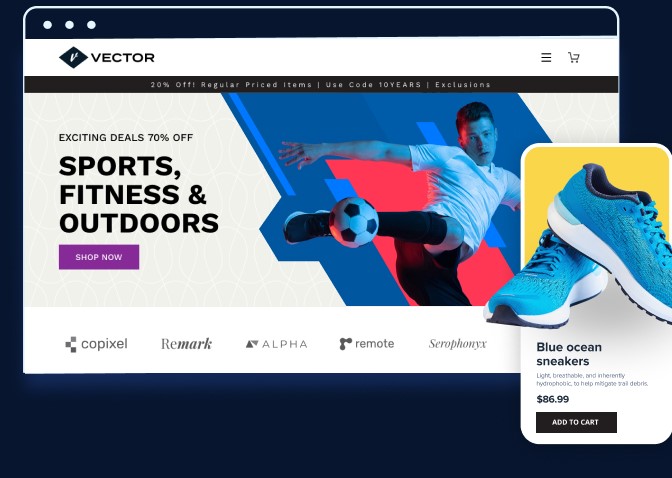 VECTOR
20% Off! Regular Priced Items | Use Code 10YEARS | Exclusions
EXCITING DEALS 70% OFF
SPORTS,
FITNESS &
OUTDOORS
SHOP NOW
copixel
Remark
ALPHA
remote
Serophonyx
Blue ocean
sneakers
Light, breathable, and inherently
hydrophobic, to help mitigate trail debris.
$86.99
ADD TO CART